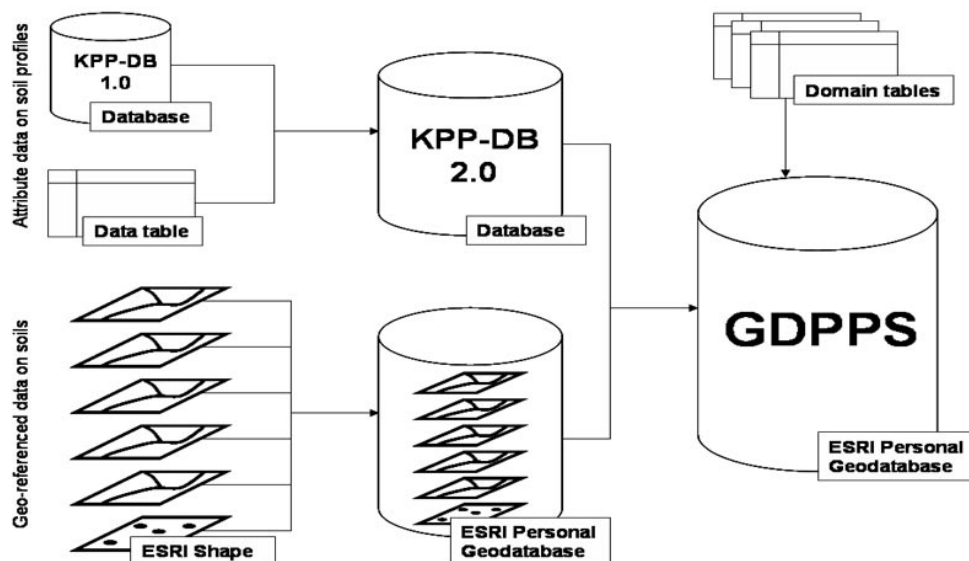 Attribute data on soil profiles
KPP-DB
1.0
Database
Data table
KPP-DB
2.0
Database
Domain tables
GDPPS
ESRI Personal
Geodatabase
Geo-referenced data on soils
ESRI Shape
ESRI Personal
Geodatabase